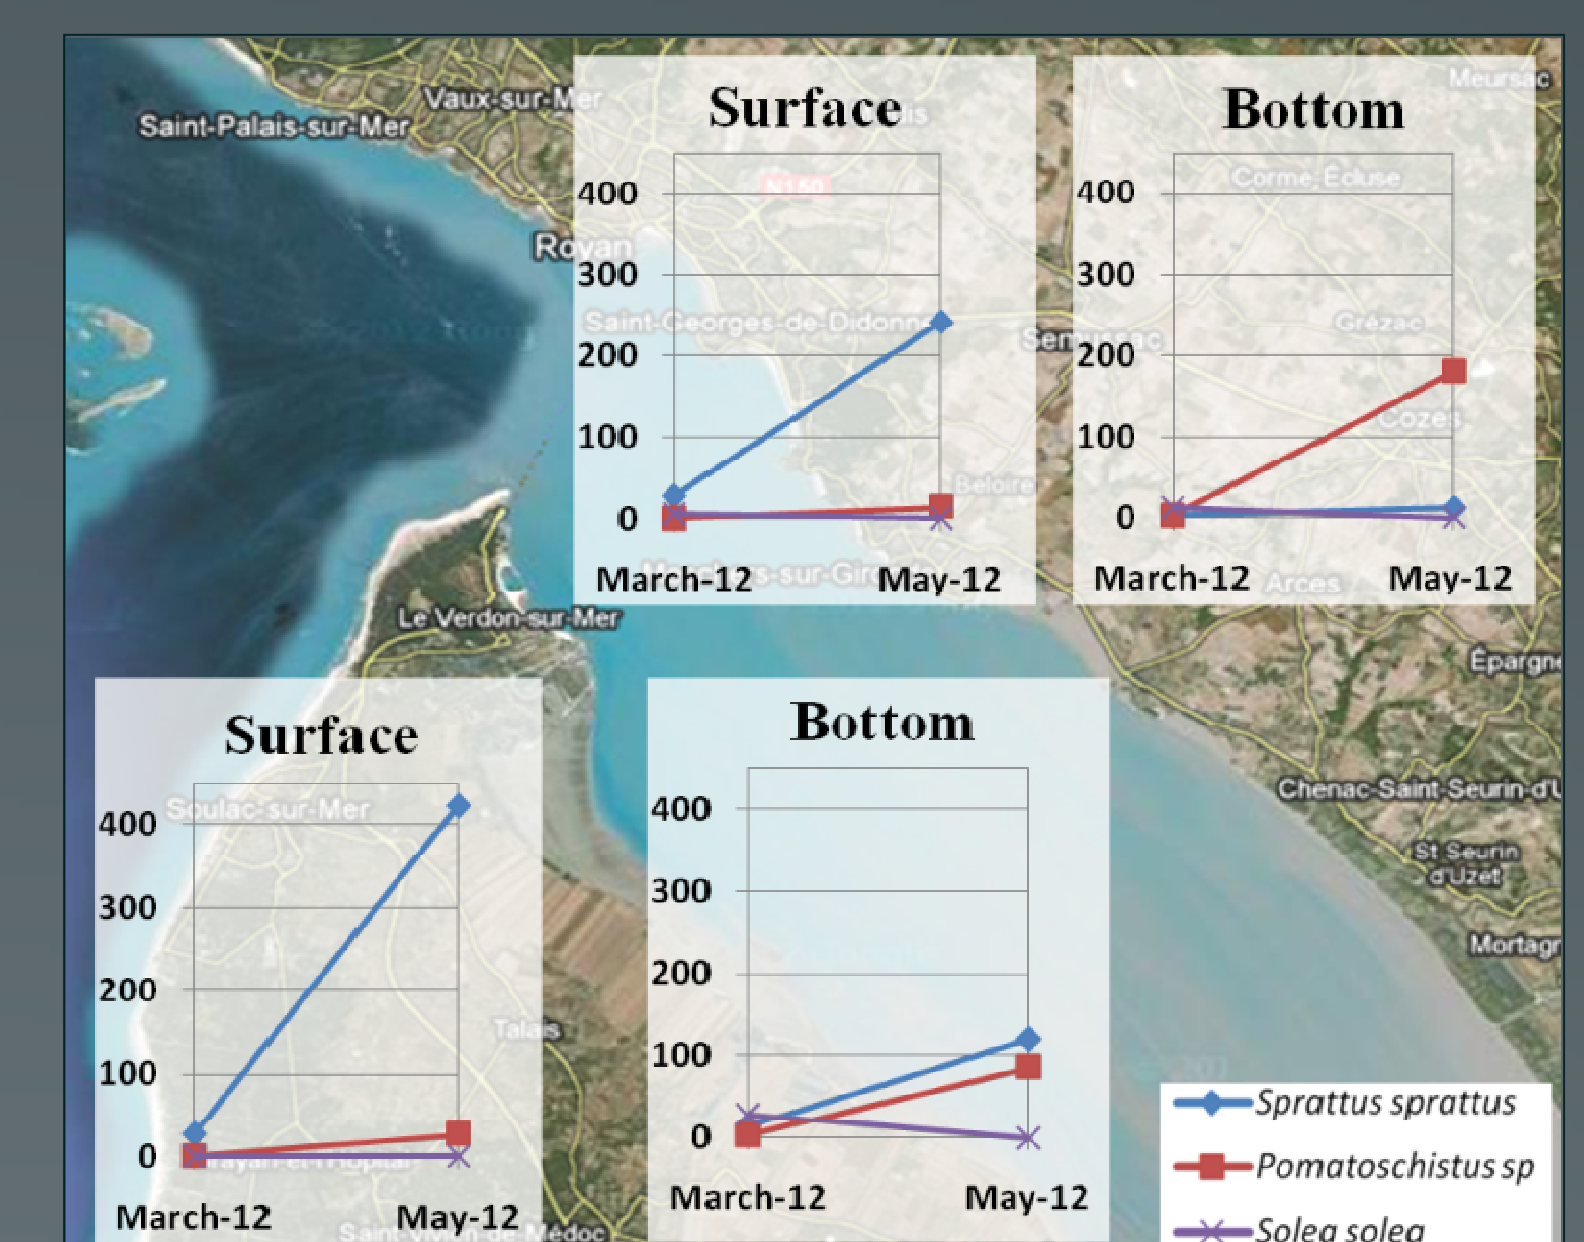 Meursac
Vaux-sur-Mer
Saint-Palais-sur-Mer
Surface
Bottom
N150
Corme-Écluse
400
300
200
100
0
400
300
200
100
0
Royan
Saint-Georges-de-Didonne
Semussac
Grézac
Cozes
Beloire
March-12
May-12
March-12
May-12
Arces
Le Verdon-sur-Mer
Épargne
Surface
Bottom
Soulac-sur-Mer
400
300
200
100
0
400
300
200
100
0
Chenac-Saint-Seurin-d'U
St Seurin
d'Uzet
Mortagn
Talais
March-12
May-12
March-12
May-12
Sprattus sprattus
Pomatoschistus sp
Solea solea